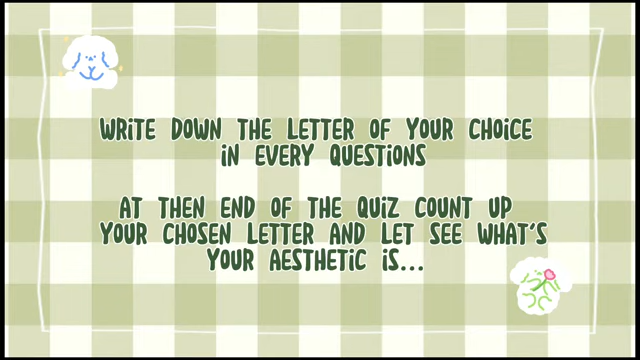 WRITE DOWN THE LETTER OF YOUR CHOICE
IN EVERY QUESTIONS
AT THEN END OF THE QUIZ COUNT UP
YOUR CHOSEN LETTER AND LET SEE WHAT'S
YOUR AESTHETIC IS...